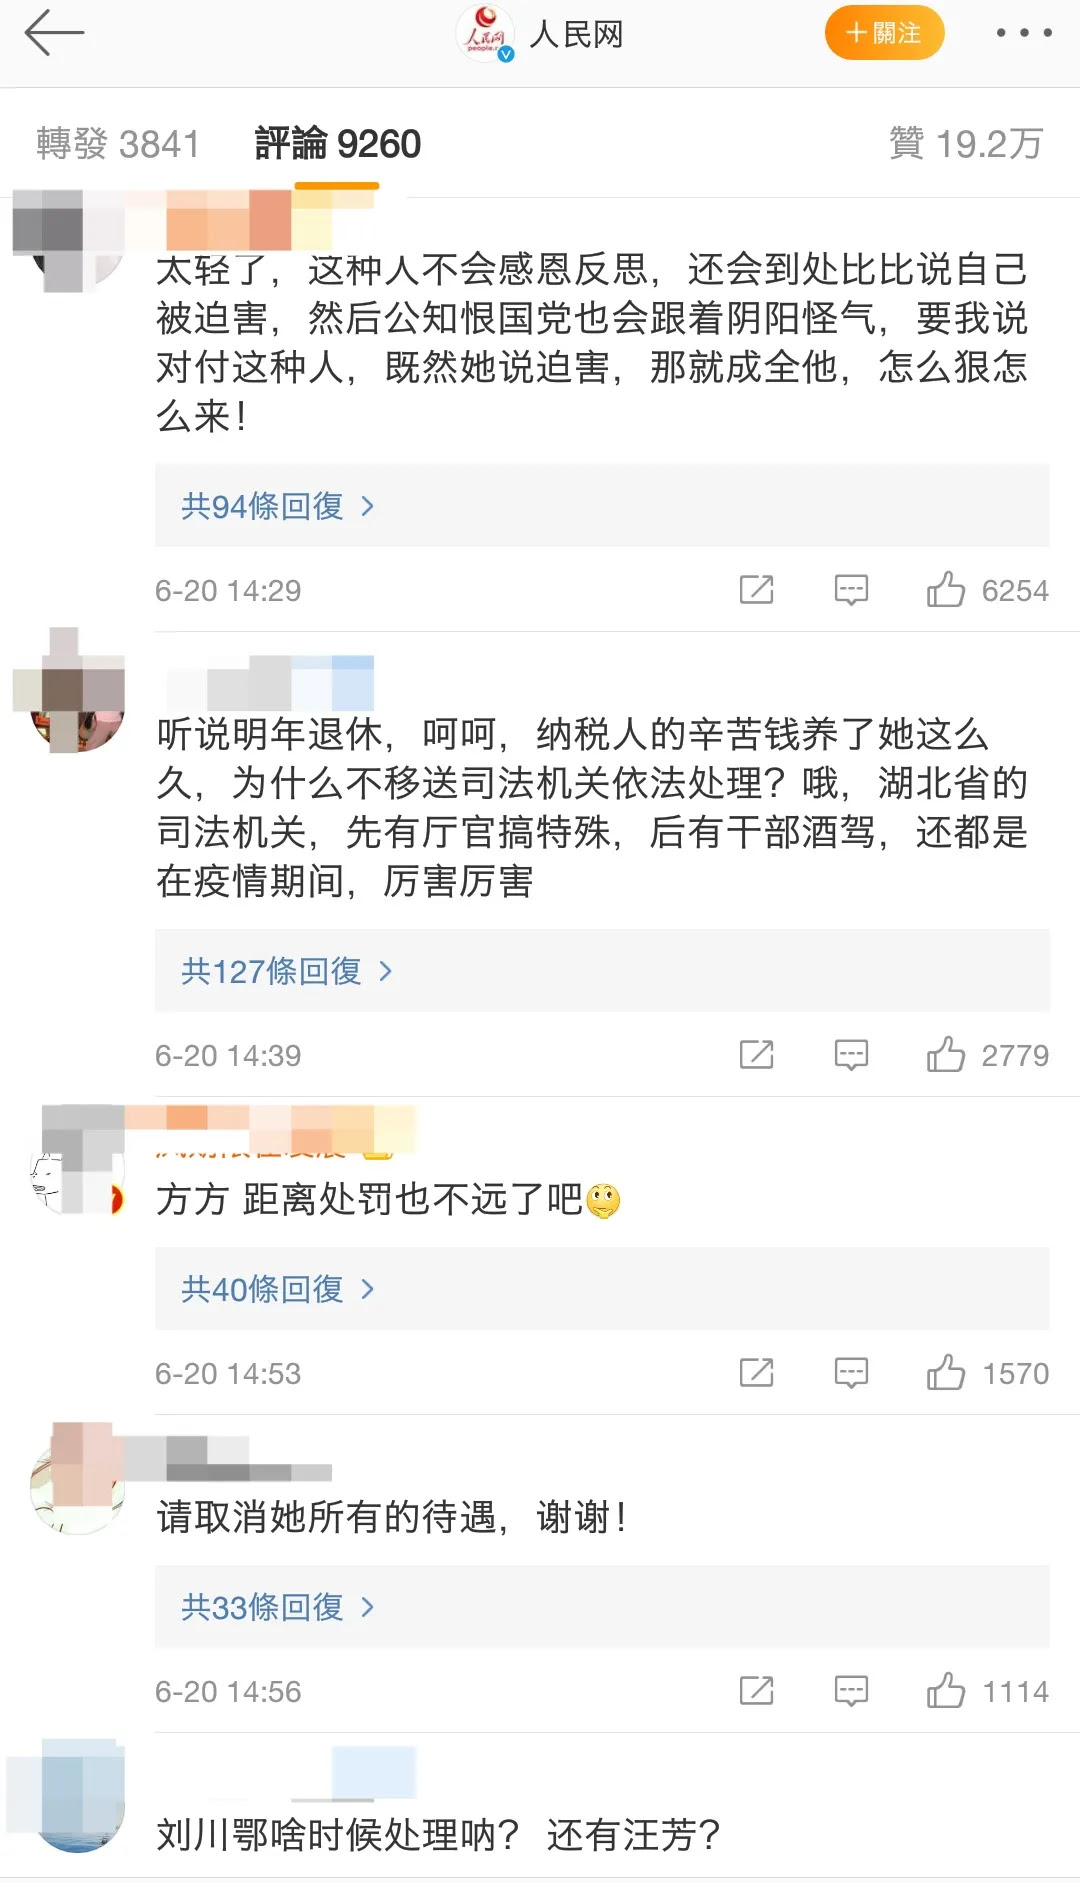 人民网
people.c
人民网
+關注
轉發 3841
評論 9260
贊 19.2万
太轻了，这种人不会感恩反思，还会到处比比说自己
被迫害，然后公知恨国党也会跟着阴阳怪气，要我说
对付这种人，既然她说迫害，那就成全他，怎么狠怎
么来！
共94條回復 >
6-20 14:29
6254
听说明年退休，呵呵，纳税人的辛苦钱养了她这么
久，为什么不移送司法机关依法处理？哦，湖北省的
司法机关，先有厅官搞特殊，后有干部酒驾，还都是
在疫情期间，厉害厉害
共127條回復 >
6-20 14:39
2779
方方 距离处罚也不远了吧
共40條回復 >
6-20 14:53
1570
请取消她所有的待遇，谢谢！
共33條回復 >
6-20 14:56
1114
刘川鄂啥时候处理呐？ 还有汪芳？